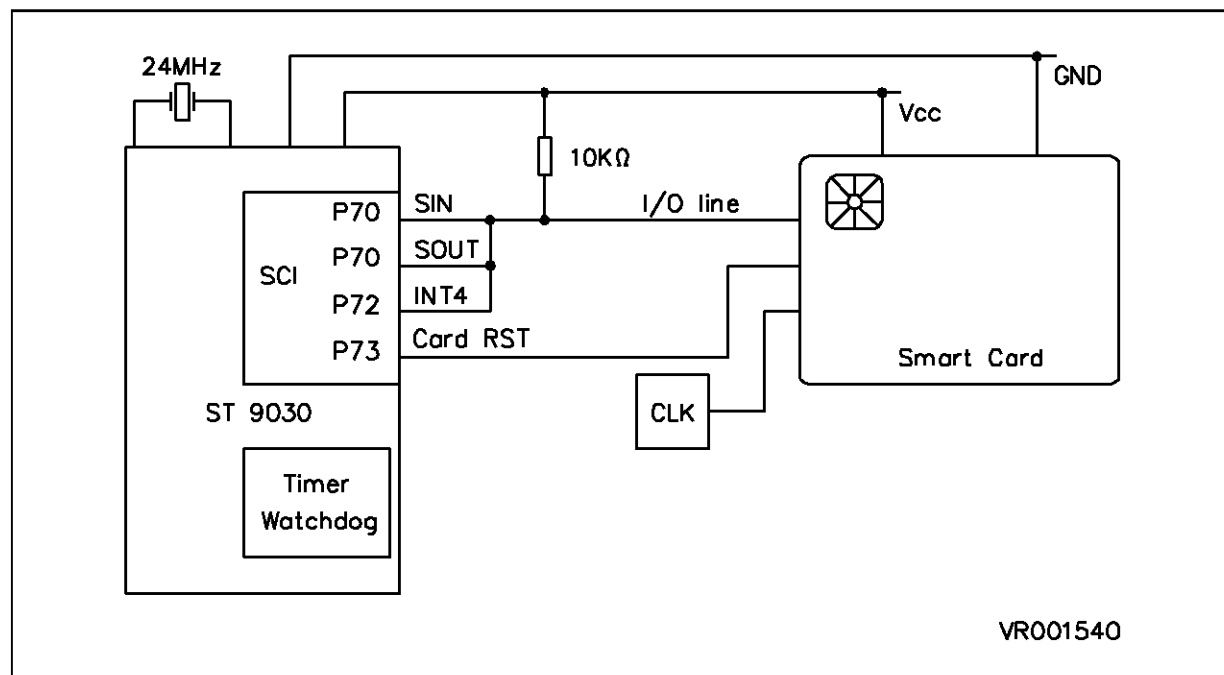 24MHz
GND
Vcc
10KΩ
P70 SIN I/O line
P70 SOUT
SCI
P72 INT4
P73 Card RST
Smart Card
CLK
ST 9030
Timer
Watchdog
VR001540